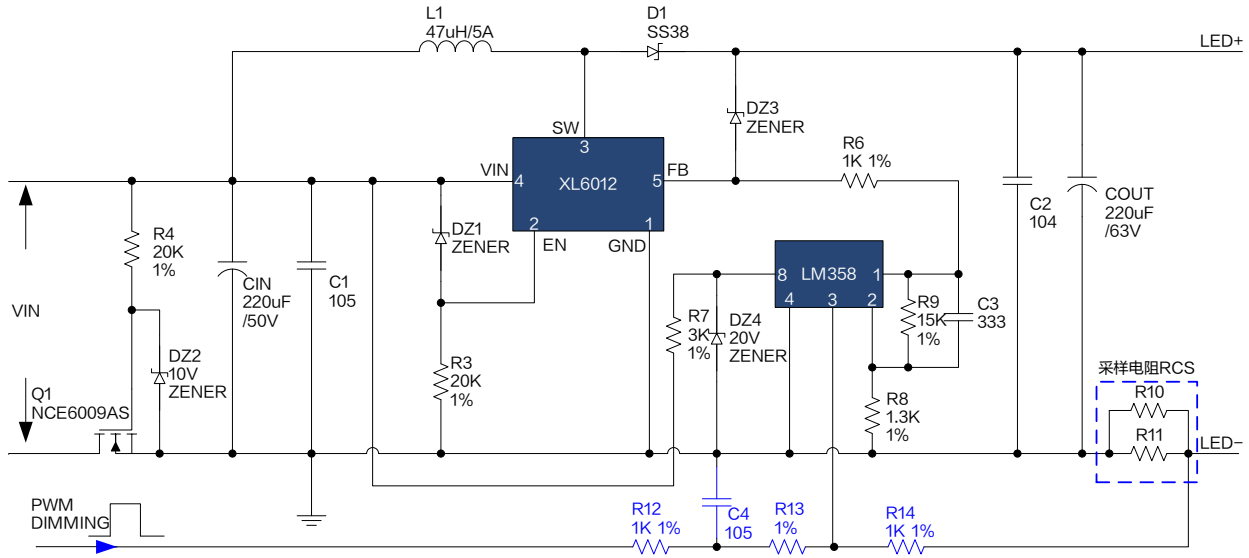 L1
47uH/5A
D1
SS38
LED+
SW
3
DZ3
ZENER
VIN
4
XL6012
5
FB
R6
1K 1%
2
EN
1
GND
DZ1
ZENER
R4
20K
1%
CIN
220uF
/50V
C1
105
C2
104
COUT
220uF
/63V
VIN
8
LM358
1
4
3
2
R7
3K
1%
DZ4
20V
ZENER
R9
15K
1%
C3
333
DZ2
10V
ZENER
R3
20K
1%
Q1
NCE6009AS
R8
1.3K
1%
采样电阻RCS
R10
R11
LED−
PWM
DIMMING
R12
1K 1%
C4
105
R13
1%
R14
1K 1%